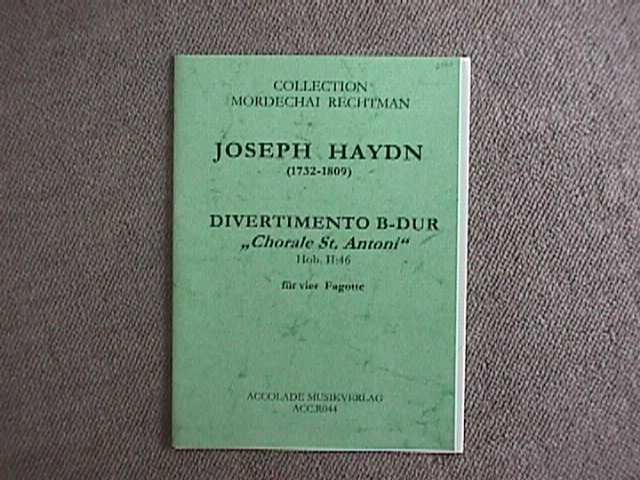 COLLECTION
MORDECHAI RECHTMAN
JOSEPH HAYDN
(1732-1809)
DIVERTIMENTO B-DUR
„Chorale St. Antoni“
Hob. II:46
für vier Fagotte
ACCOLADE MUSIKVERLAG
ACC.R044